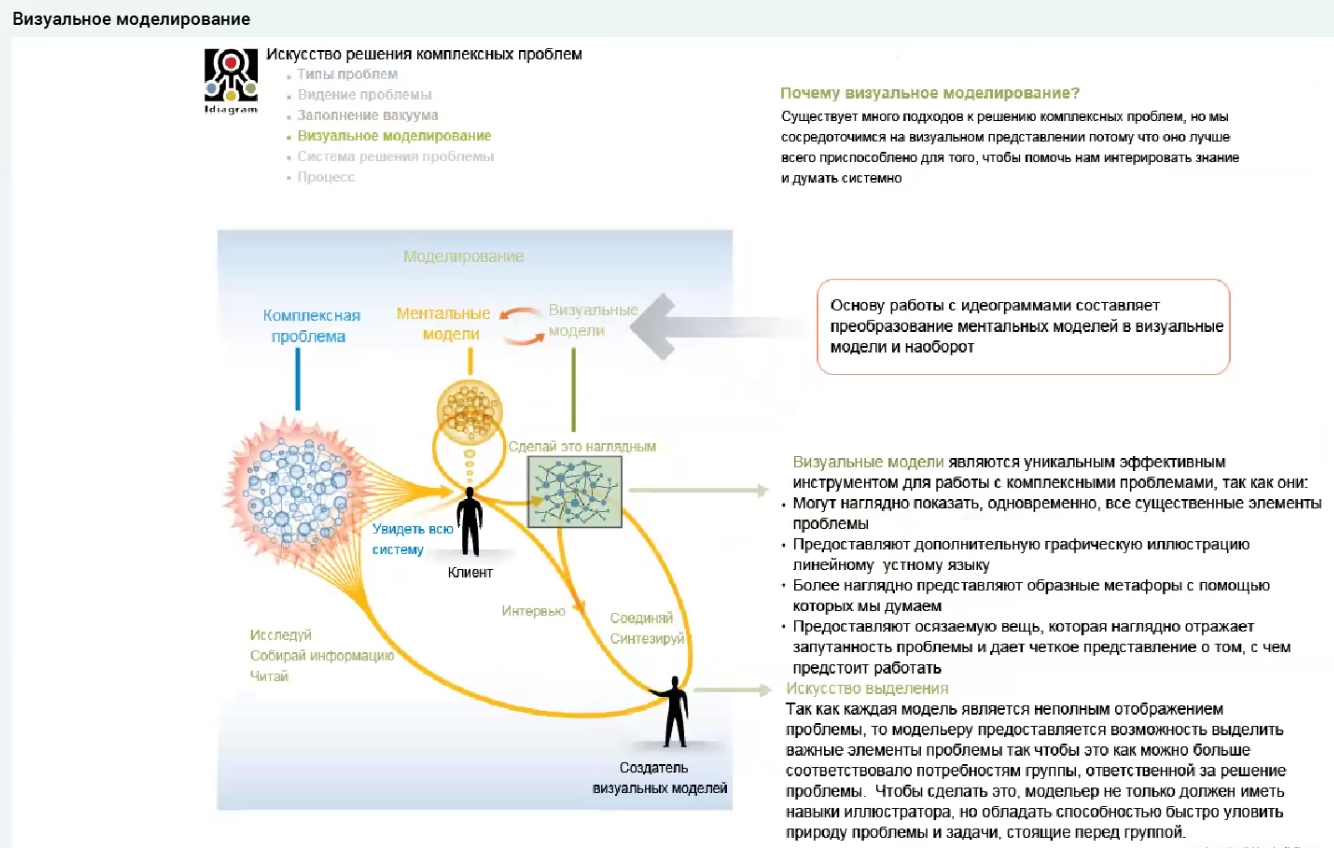 Визуальное моделирование
Искусство решения комплексных проблем
• Типы проблем
• Видение проблемы
• Заполнение вакуума
• Визуальное моделирование
• Система решения проблемы
• Процесс
Idiagram
Почему визуальное моделирование?
Существует много подходов к решению комплексных проблем, но мы
сосредоточимся на визуальном представлении потому что оно лучше
всего приспособлено для того, чтобы помочь нам интерировать знание
и думать системно
Моделирование
Комплексная
проблема
Ментальные
модели
Визуальные
модели
Основу работы с идеограммами составляет
преобразование ментальных моделей в визуальные
модели и наоборот
Сделай это наглядным
Увидеть всю
систему
Клиент
Интервью
Соединяй
Синтезируй
Исследуй
Собирай информацию
Читай
Создатель
визуальных моделей
Визуальные модели являются уникальным эффективным
инструментом для работы с комплексными проблемами, так как они:
• Могут наглядно показать, одновременно, все существенные элементы
проблемы
• Предоставляют дополнительную графическую иллюстрацию
линейному устному языку
• Более наглядно представляют образные метафоры с помощью
которых мы думаем
• Предоставляют осязаемую вещь, которая наглядно отражает
запутанность проблемы и дает четкое представление о том, с чем
предстоит работать
Искусство выделения
Так как каждая модель является неполным отображением
проблемы, то модельеру предоставляется возможность выделить
важные элементы проблемы так чтобы это как можно больше
соответствовало потребностям группы, ответственной за решение
проблемы. Чтобы сделать это, модельер не только должен иметь
навыки иллюстратора, но обладать способностью быстро уловить
природу проблемы и задачи, стоящие перед группой.